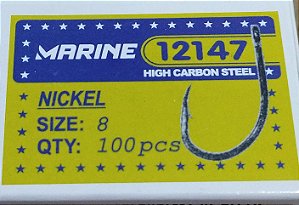 MARINE 12147
HIGH CARBON STEEL
NICKEL
SIZE: 8
QTY: 100pcs